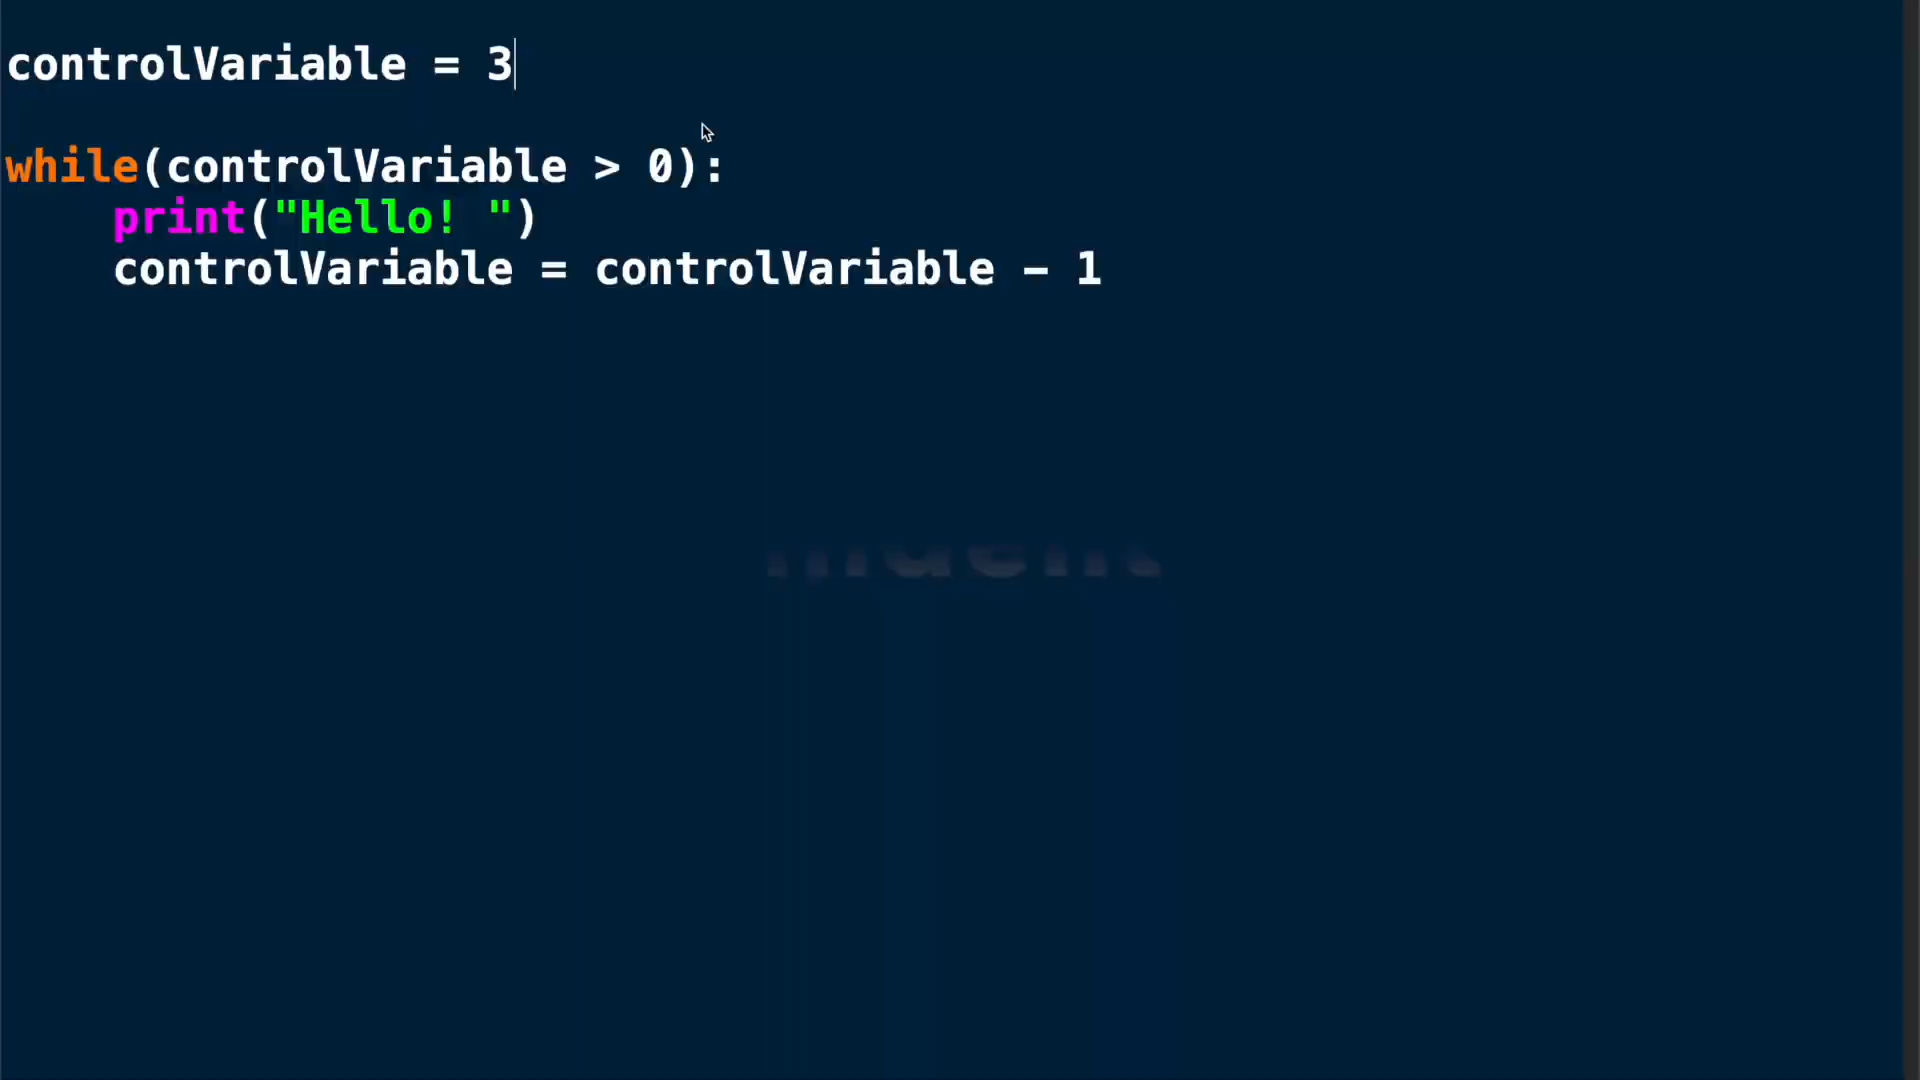 controlVariable = 3
while(controlVariable > 0):
    print("Hello! ")
    controlVariable = controlVariable - 1